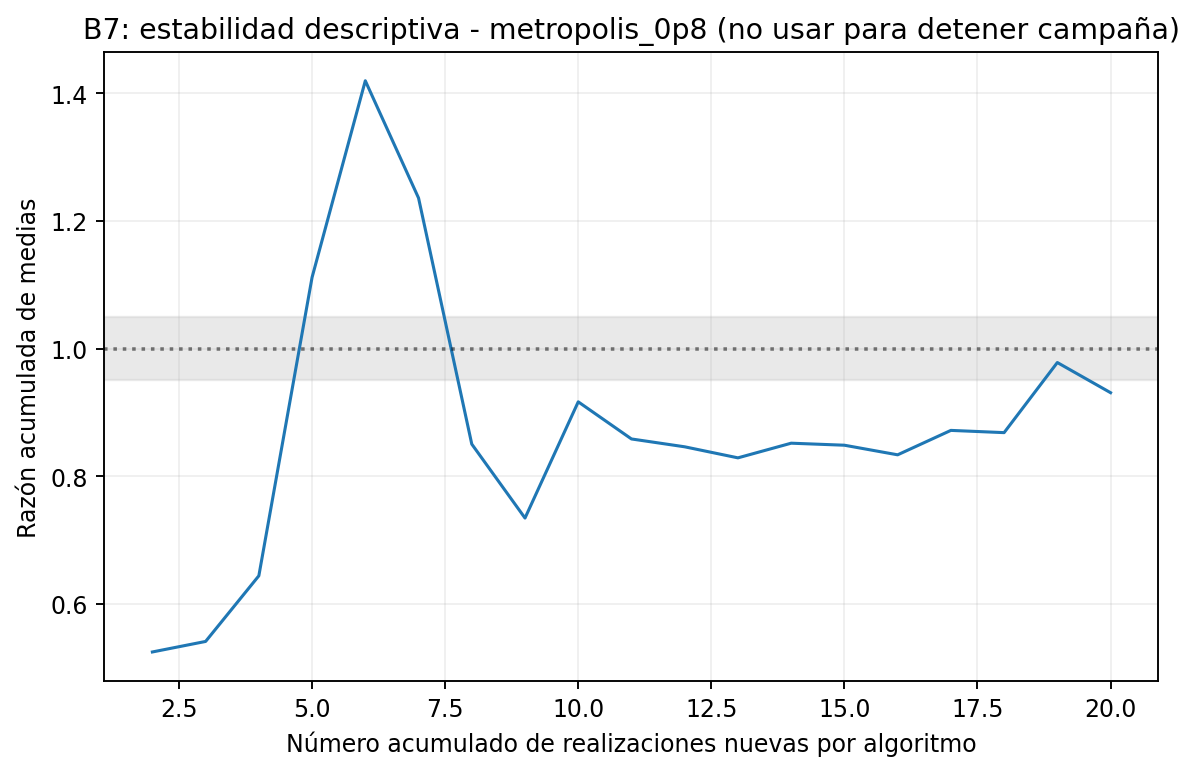 B7: estabilidad descriptiva - metropolis_0p8 (no usar para detener campaña)
Razón acumulada de medias
1.4
1.2
1.0
0.8
0.6
2.5 5.0 7.5 10.0 12.5 15.0 17.5 20.0
Número acumulado de realizaciones nuevas por algoritmo